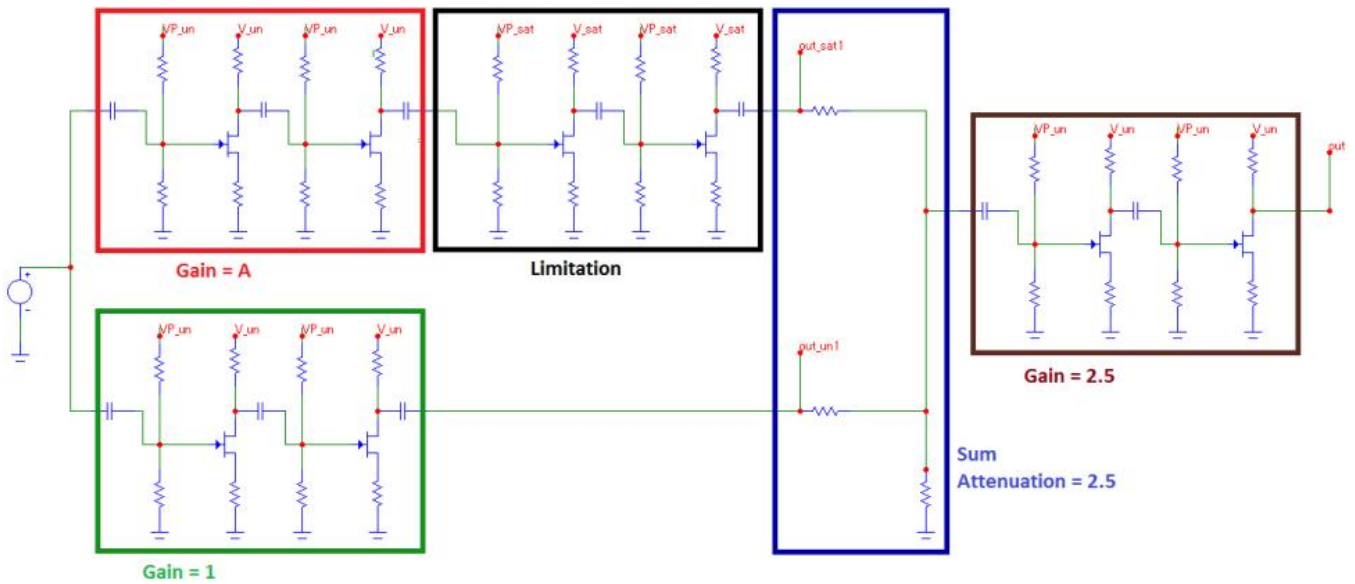 VP_un V_un VP_un V_un
VP_sat V_sat VP_sat V_sat
out_sat1
VP_un V_un VP_un V_un
out
Gain = A
Limitation
+
-
VP_un V_un VP_un V_un
out_un1
Gain = 2.5
Sum
Attenuation = 2.5
Gain = 1